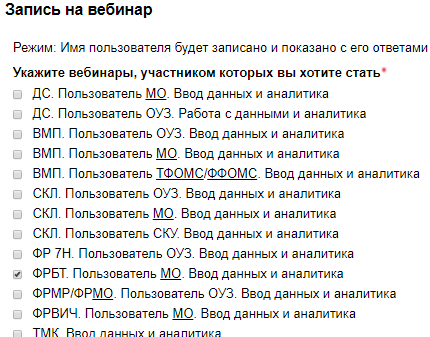 Запись на вебинар
Режим: Имя пользователя будет записано и показано с его ответами
Укажите вебинары, участником которых вы хотите стать*
ДС. Пользователь МО. Ввод данных и аналитика
ДС. Пользователь ОУЗ. Работа с данными и аналитика
ВМП. Пользователь ОУЗ. Ввод данных и аналитика
ВМП. Пользователь МО. Ввод данных и аналитика
ВМП. Пользователь ТФОМС/ФФОМС. Ввод данных и аналитика
СКЛ. Пользователь ОУЗ. Ввод данных и аналитика
СКЛ. Пользователь МО. Ввод данных и аналитика
СКЛ. Пользователь СКУ. Ввод данных и аналитика
ФР 7Н. Пользователь ОУЗ. Ввод данных и аналитика
ФРБТ. Пользователь МО. Ввод данных и аналитика
ФРМР/ФРМО. Пользователь ОУЗ. Ввод данных и аналитика
ФРВИЧ. Пользователь МО. Ввод данных и аналитика
ТМК. Ввод данных и аналитика